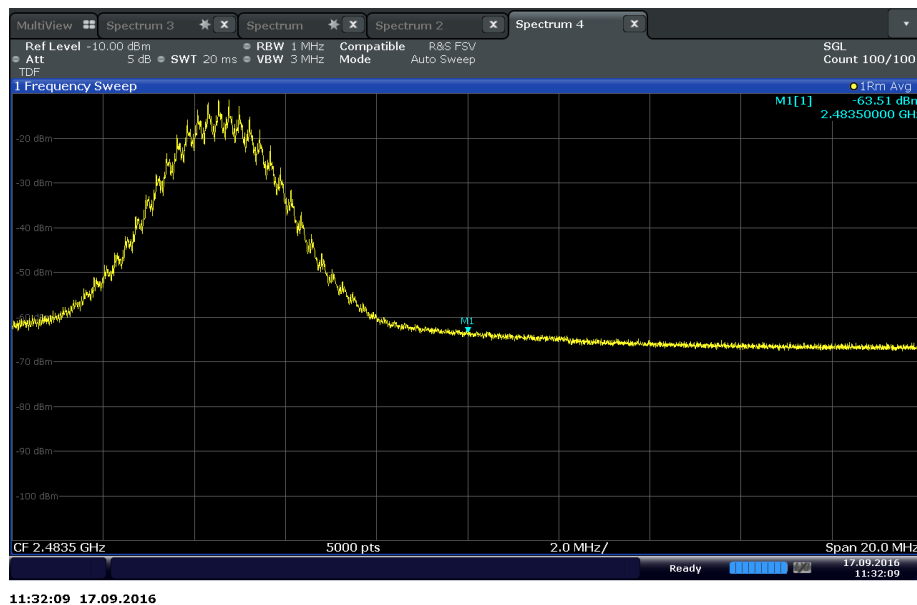 MultiView Spectrum 3 X Spectrum X Spectrum 2 X Spectrum 4 X
Ref Level -10.00 dBm RBW 1 MHz Compatible R&S FSV SGL
Att 5 dB SWT 20 ms VBW 3 MHz Mode Auto Sweep Count 100/100
TDF
1 Frequency Sweep 1Rm Avg
M1[1] -63.51 dBm
2.48350000 GH
-20 dBm
-30 dBm
-40 dBm
-50 dBm
-60 dBm
M1
-70 dBm
-80 dBm
-90 dBm
-100 dBm
CF 2.4835 GHz 5000 pts 2.0 MHz/ Span 20.0 MHz
Ready 17.09.2016
11:32:09
11:32:09 17.09.2016